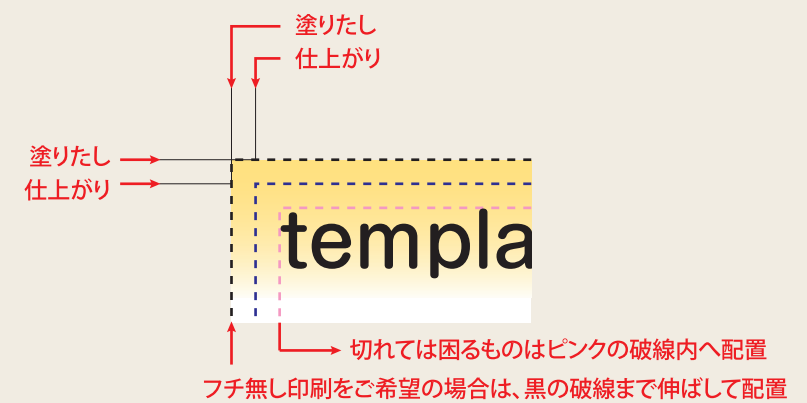 塗りたし
仕上がり
塗りたし
仕上がり
templa
切れては困るものはピンクの破線内へ配置
フチ無し印刷をご希望の場合は、黒の破線まで伸ばして配置